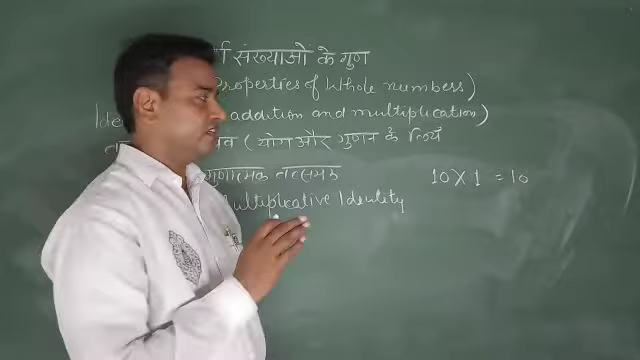 संख्याओं के गुण
Properties of Whole numbers)
addition and multiplication)
(योग और गुणन के लिये
गुणात्मक तत्समक
Multiplicative Identity
10 X 1 = 10